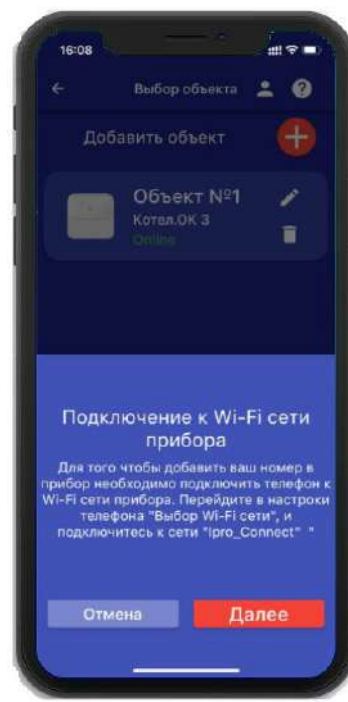 16:08
Выбор объекта
Добавить объект
Объект №1
Котел.OK 3
Online
Подключение к Wi-Fi сети
прибора
Для того чтобы добавить ваш номер в
прибор необходимо подключить телефон к
Wi-Fi сети прибора. Перейдите в настроки
телефона "Выбор Wi-Fi сети", и
подключитесь к сети "Ipro_Connect" "
Отмена
Далее